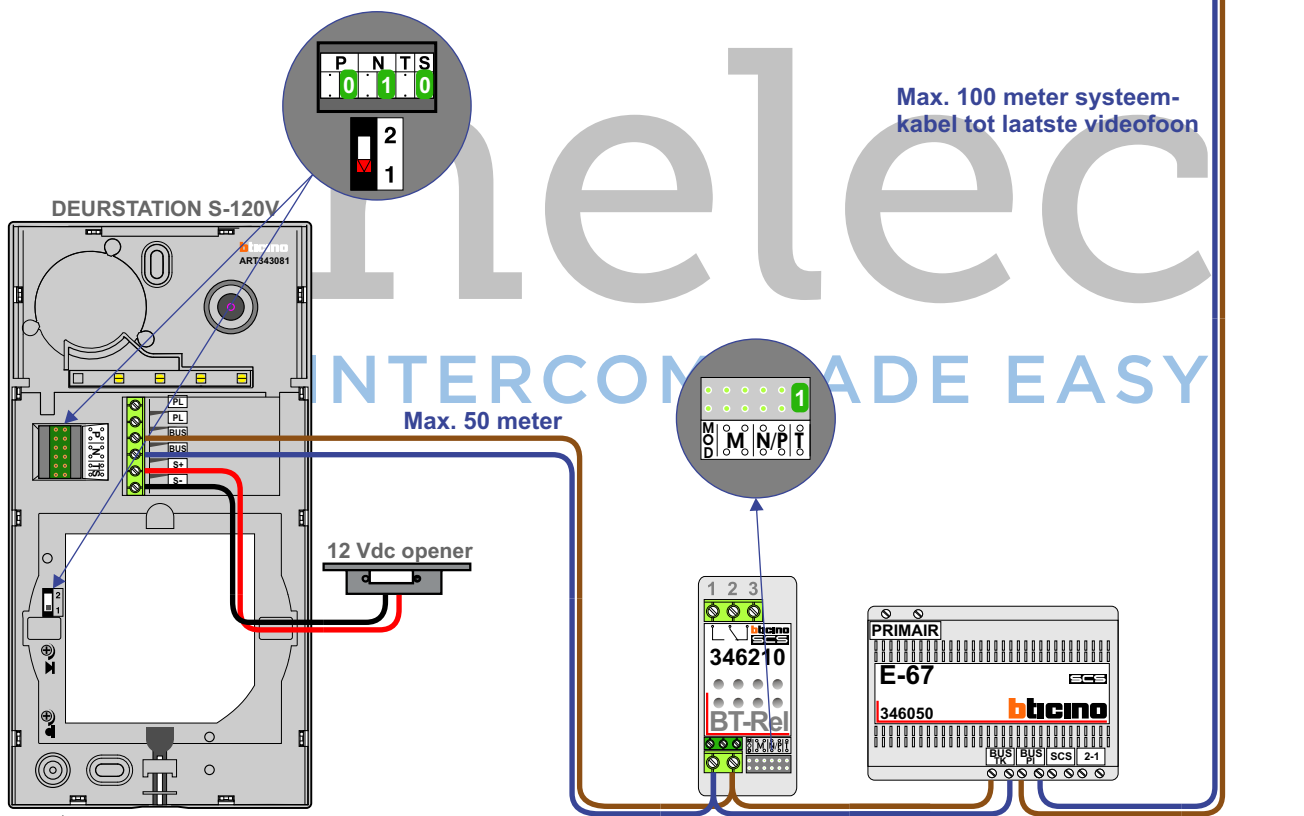 P N T S
0 1 0
2
1
Max. 100 meter systeem-
kabel tot laatste videofoon
nelec
INTERCOM MADE EASY
DEURSTATION S-120V
bticino
ART343081
PL
PL
BUS
BUS
S+
S-
P N T S
Max. 50 meter
1
MOD M N/P T
12 Vdc opener
2
1
1 2 3
bticino
SCS
346210
BT-Rel
M N/P T
PRIMAIR
E-67
SCS
346050
bticino
BUS TK
BUS PI
SCS
2-1